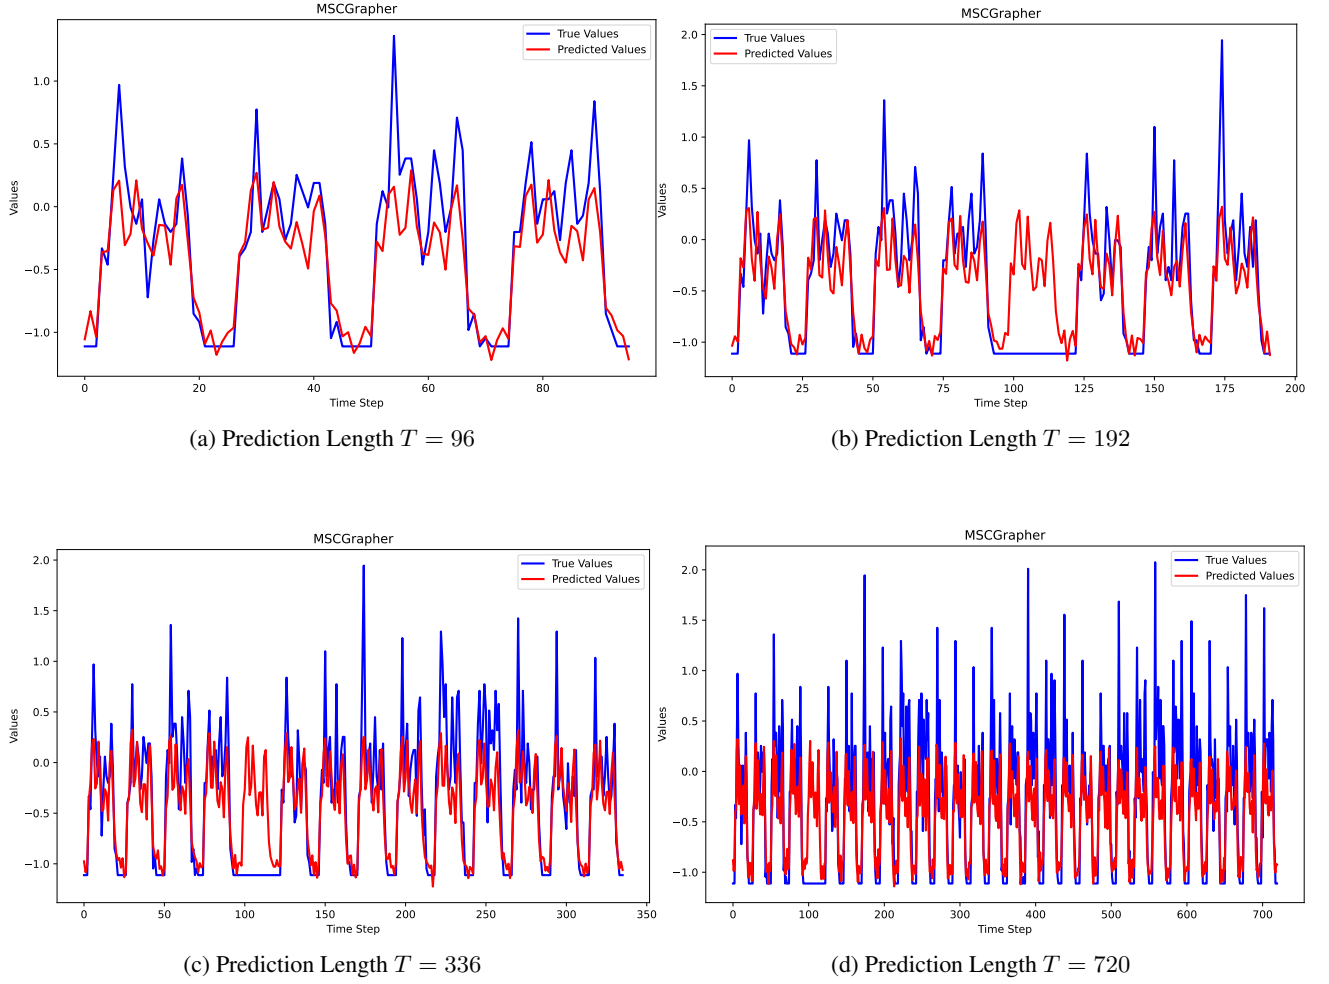 MSCGrapher
True Values
Predicted Values
1.0
0.5
0.0
−0.5
−1.0
Values
0 20 40 60 80
Time Step
(a) Prediction Length T = 96
MSCGrapher
True Values
Predicted Values
2.0
1.5
1.0
0.5
0.0
−0.5
−1.0
Values
0 25 50 75 100 125 150 175 200
Time Step
(b) Prediction Length T = 192
MSCGrapher
True Values
Predicted Values
2.0
1.5
1.0
0.5
0.0
−0.5
−1.0
Values
0 50 100 150 200 250 300 350
Time Step
(c) Prediction Length T = 336
MSCGrapher
True Values
Predicted Values
2.0
1.5
1.0
0.5
0.0
−0.5
−1.0
Values
0 100 200 300 400 500 600 700
Time Step
(d) Prediction Length T = 720